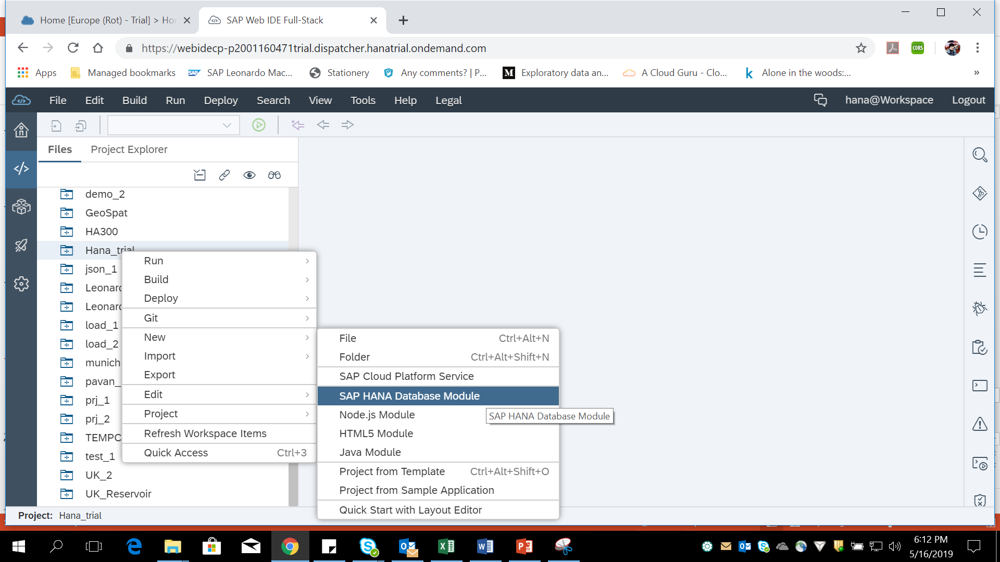 Home [Europe (Rot) - Trial] > Hor
SAP Web IDE Full-Stack
https://webidecp-p2001160471trial.dispatcher.hanatrial.ondemand.com
CORS
Apps
Managed bookmarks
SAP
SAP Leonardo Mac...
Stationery
Any comments? | P...
M
Exploratory data an...
A Cloud Guru - Clo...
k
Alone in the woods:...
»
File Edit Build Run Deploy Search View Tools Help Legal
hana@Workspace Logout
Files Project Explorer
demo_2
GeoSpat
HA300
Hana_trial
json_1
Leonard
Leonard
load_1
load_2
munich
pavan_
prj_1
prj_2
TEMPC
test_1
UK_2
UK_Reservoir
Run
Build
Deploy
Git
New
Import
Export
Edit
Project
Refresh Workspace Items
Quick Access Ctrl+3
File Ctrl+Alt+N
Folder Ctrl+Alt+Shift+N
SAP Cloud Platform Service
SAP HANA Database Module
Node.js Module
SAP HANA Database Module
HTML5 Module
Java Module
Project from Template Ctrl+Alt+Shift+O
Project from Sample Application
Quick Start with Layout Editor
Project: Hana_trial
6:12 PM
5/16/2019